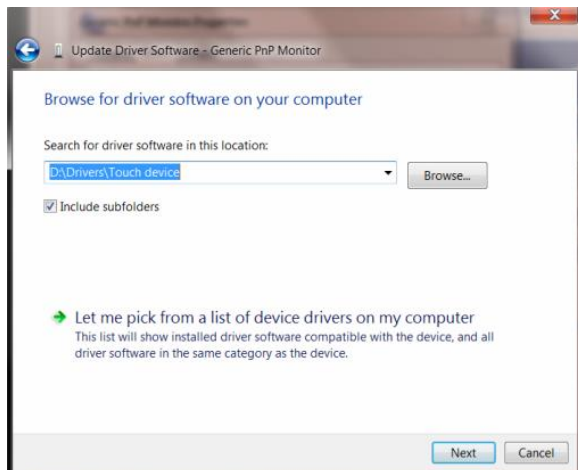 Update Driver Software - Generic PnP Monitor
Browse for driver software on your computer
Search for driver software in this location:
D:\Drivers\Touch device
Browse...
Include subfolders
Let me pick from a list of device drivers on my computer
This list will show installed driver software compatible with the device, and all
driver software in the same category as the device.
Next
Cancel